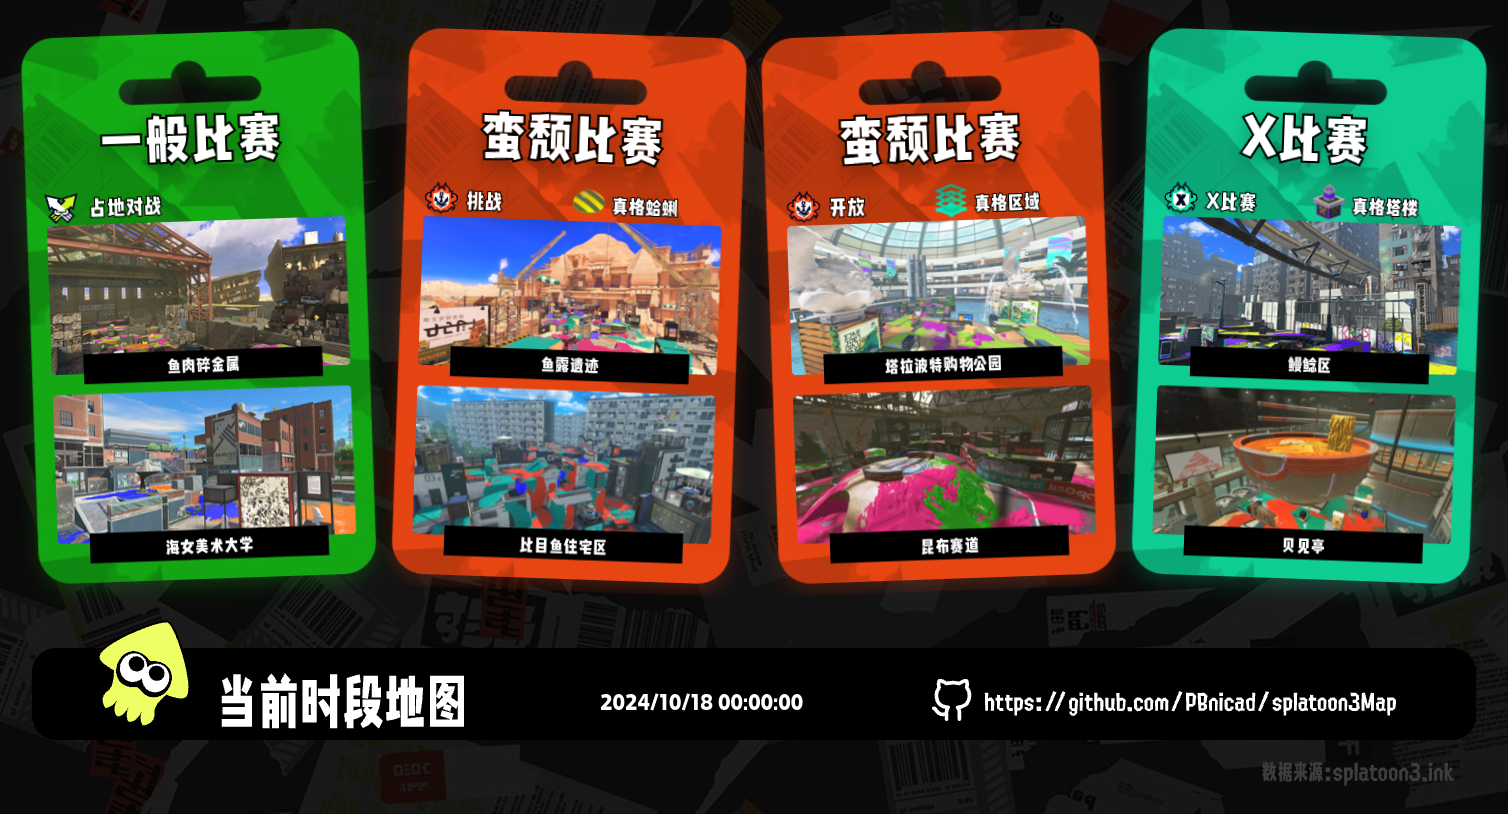 一般比赛
占地对战
鱼肉碎金属
海女美术大学
蛮颓比赛
挑战
真格蛤蜊
鱼露遗迹
比目鱼住宅区
蛮颓比赛
开放
真格区域
塔拉波特购物公园
昆布赛道
X比赛
X比赛
真格塔楼
鳗鲶区
贝见亭
当前时段地图
2024/10/18 00:00:00
https://github.com/PBnicad/splatoon3Map
数据来源:splatoon3.ink